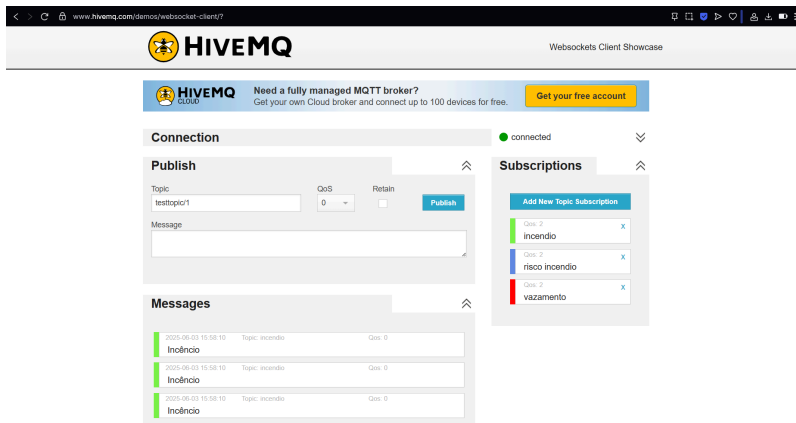 www.hivemq.com/demos/websocket-client/?
HIVEMQ
Websockets Client Showcase
HIVEMQ
CLOUD
Need a fully managed MQTT broker?
Get your own Cloud broker and connect up to 100 devices for free.
Get your free account
Connection
connected
Publish
Topic
QoS
Retain
testtopic/1
0
Publish
Message
Subscriptions
Add New Topic Subscription
Qos: 2
x
incendio
Qos: 2
x
risco incendio
Qos: 2
x
vazamento
Messages
2025-06-03 15:58:10 Topic: incendio Qos: 0
Incêncio
2025-06-03 15:58:10 Topic: incendio Qos: 0
Incêncio
2025-06-03 15:58:10 Topic: incendio Qos: 0
Incêncio